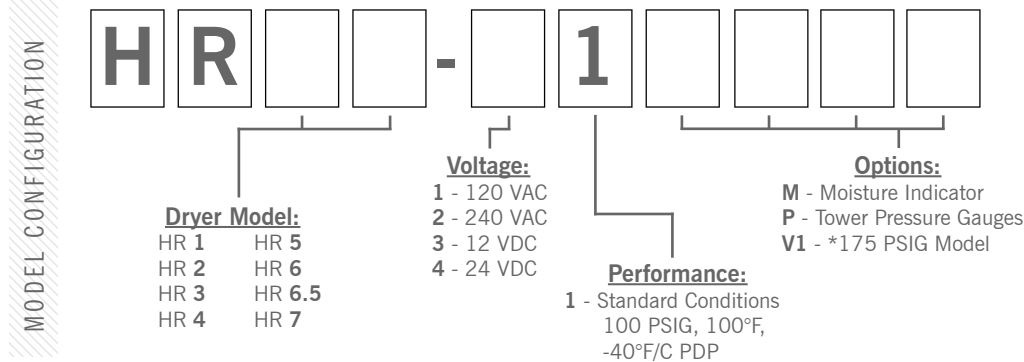 MODEL CONFIGURATION
H R - 1
Dryer Model:
HR 1 HR 5
HR 2 HR 6
HR 3 HR 6.5
HR 4 HR 7
Voltage:
1 - 120 VAC
2 - 240 VAC
3 - 12 VDC
4 - 24 VDC
Performance:
1 - Standard Conditions
100 PSIG, 100°F,
-40°F/C PDP
Options:
M - Moisture Indicator
P - Tower Pressure Gauges
V1 - *175 PSIG Model